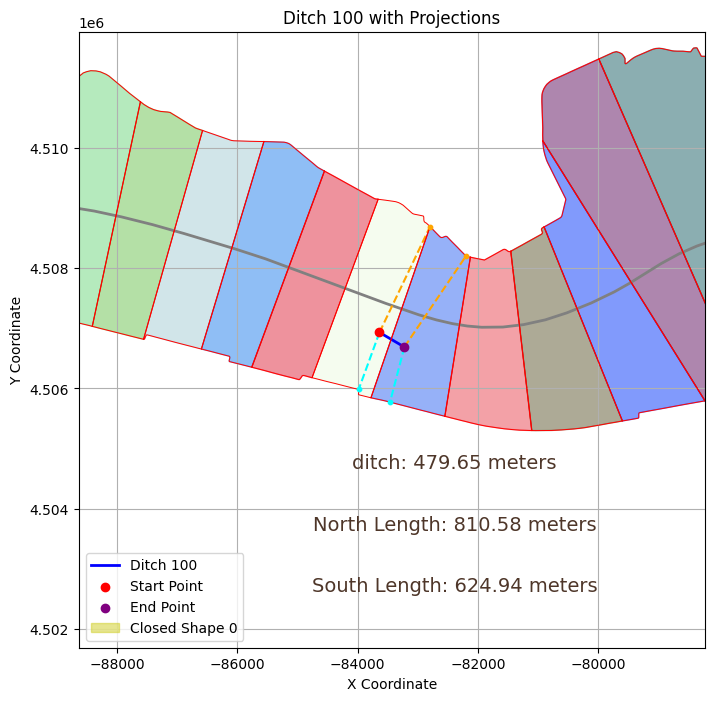 Ditch 100 with Projections
1e6
4.510
4.508
4.506
4.504
4.502
Y Coordinate
ditch: 479.65 meters
North Length: 810.58 meters
South Length: 624.94 meters
Ditch 100
Start Point
End Point
Closed Shape 0
−88000 −86000 −84000 −82000 −80000
X Coordinate